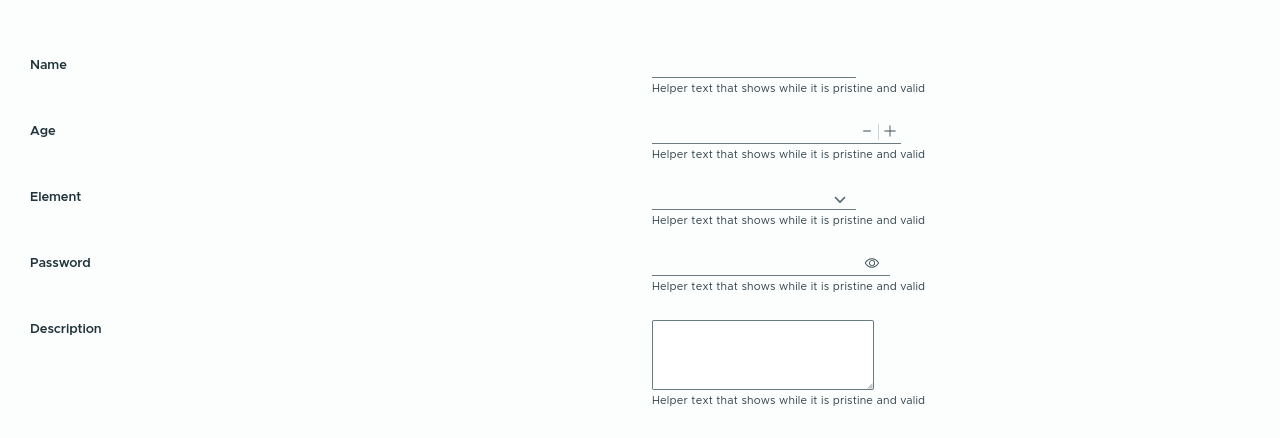 Name
Helper text that shows while it is pristine and valid
Age
Helper text that shows while it is pristine and valid
Element
Helper text that shows while it is pristine and valid
Password
Helper text that shows while it is pristine and valid
Description
Helper text that shows while it is pristine and valid